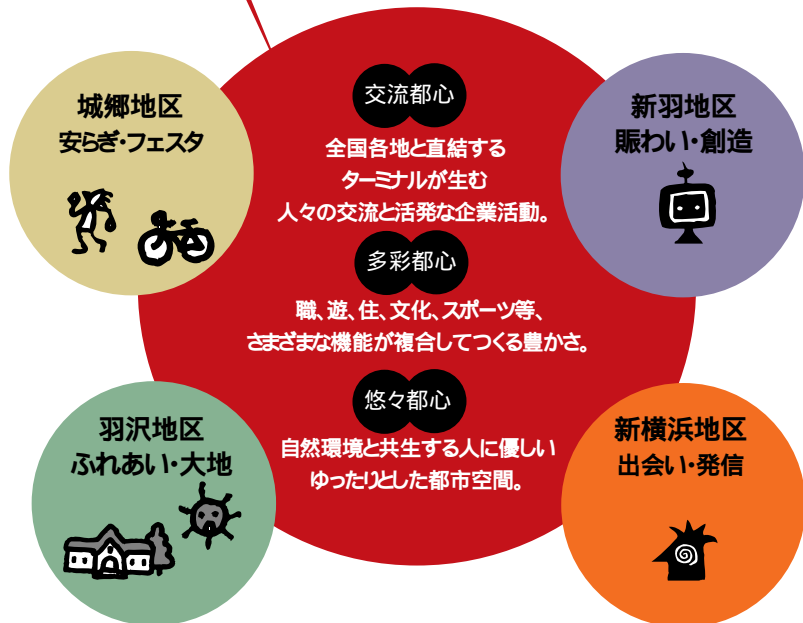 城郷地区
安らぎ・フェスタ
交流都心
全国各地と直結する
ターミナルが生む
人々の交流と活発な企業活動。
新羽地区
賑わい・創造
多彩都心
職、遊、住、文化、スポーツ等、
さまざまな機能が複合してつくる豊かさ。
羽沢地区
ふれあい・大地
悠々都心
自然環境と共生する人に優しい
ゆったりとした都市空間。
新横浜地区
出会い・発信